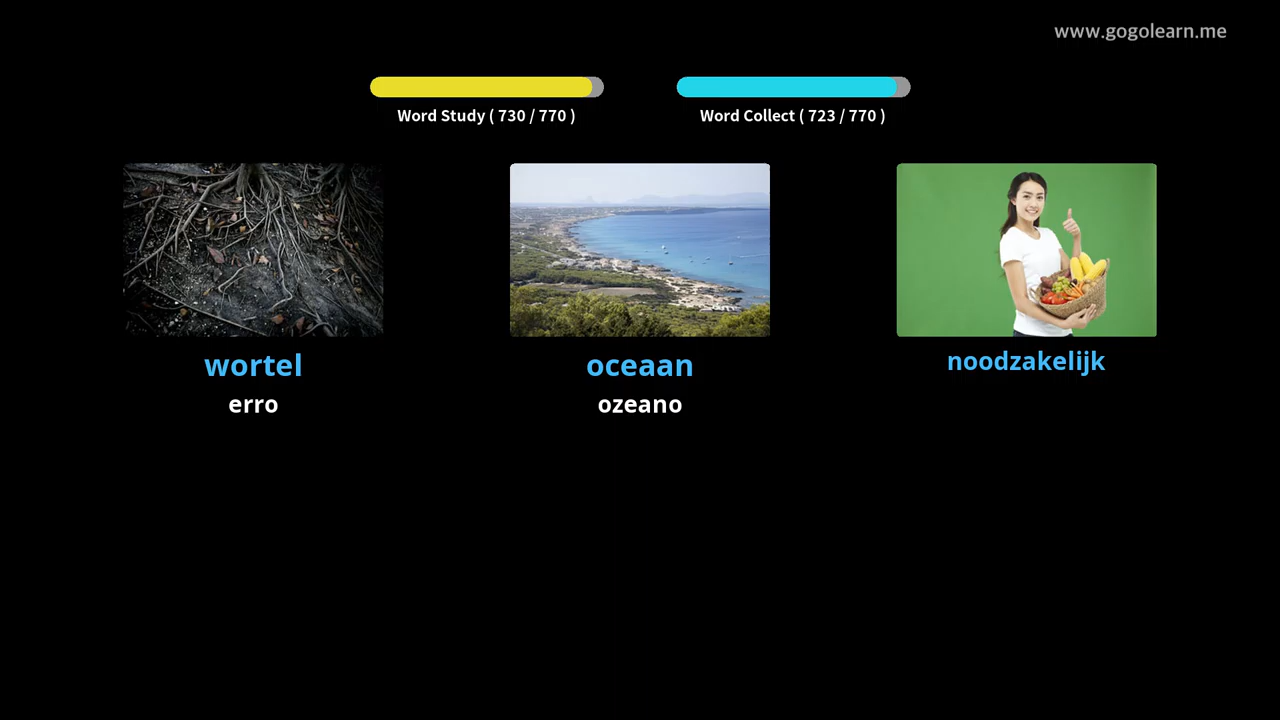 www.gogolearn.me
Word Study ( 730 / 770 )
Word Collect ( 723 / 770 )
wortel
oceaan
noodzakelijk
erro
ozeano